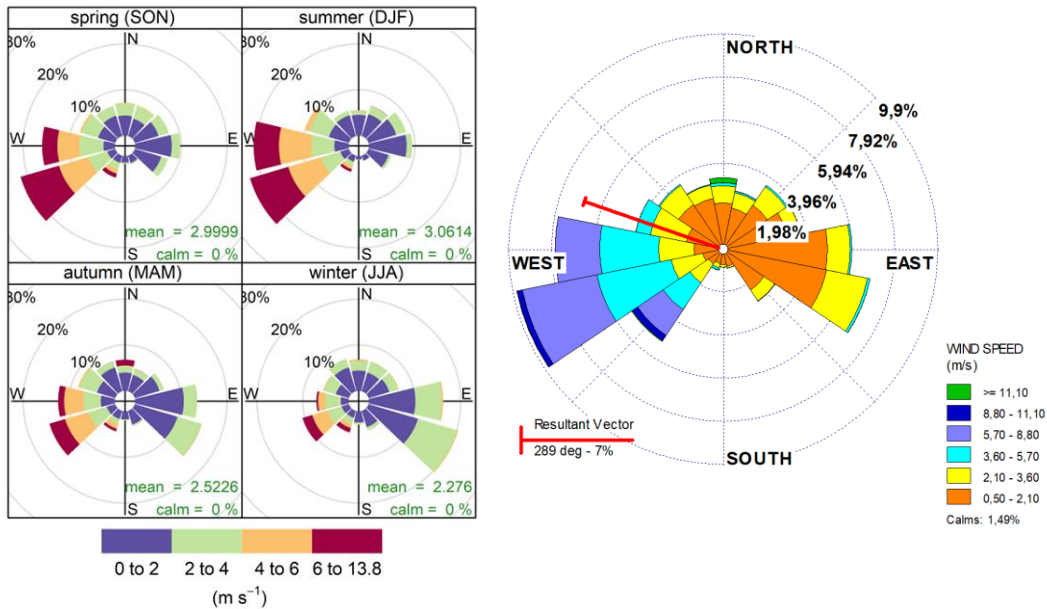 spring (SON)
summer (DJF)
30%
20%
10%
N
W
E
S
mean = 2.9999
calm = 0 %
30%
20%
10%
N
W
E
S
mean = 3.0614
calm = 0 %
autumn (MAM)
winter (JJA)
30%
20%
10%
N
W
E
S
mean = 2.5226
calm = 0 %
30%
20%
10%
N
W
E
S
mean = 2.276
calm = 0 %
0 to 2
2 to 4
4 to 6
6 to 13.8
(m s⁻¹)
NORTH
9,9%
7,92%
5,94%
3,96%
1,98%
WEST
EAST
SOUTH
Resultant Vector
289 deg - 7%
WIND SPEED
(m/s)
>= 11,10
8,80 - 11,10
5,70 - 8,80
3,60 - 5,70
2,10 - 3,60
0,50 - 2,10
Calms: 1,49%